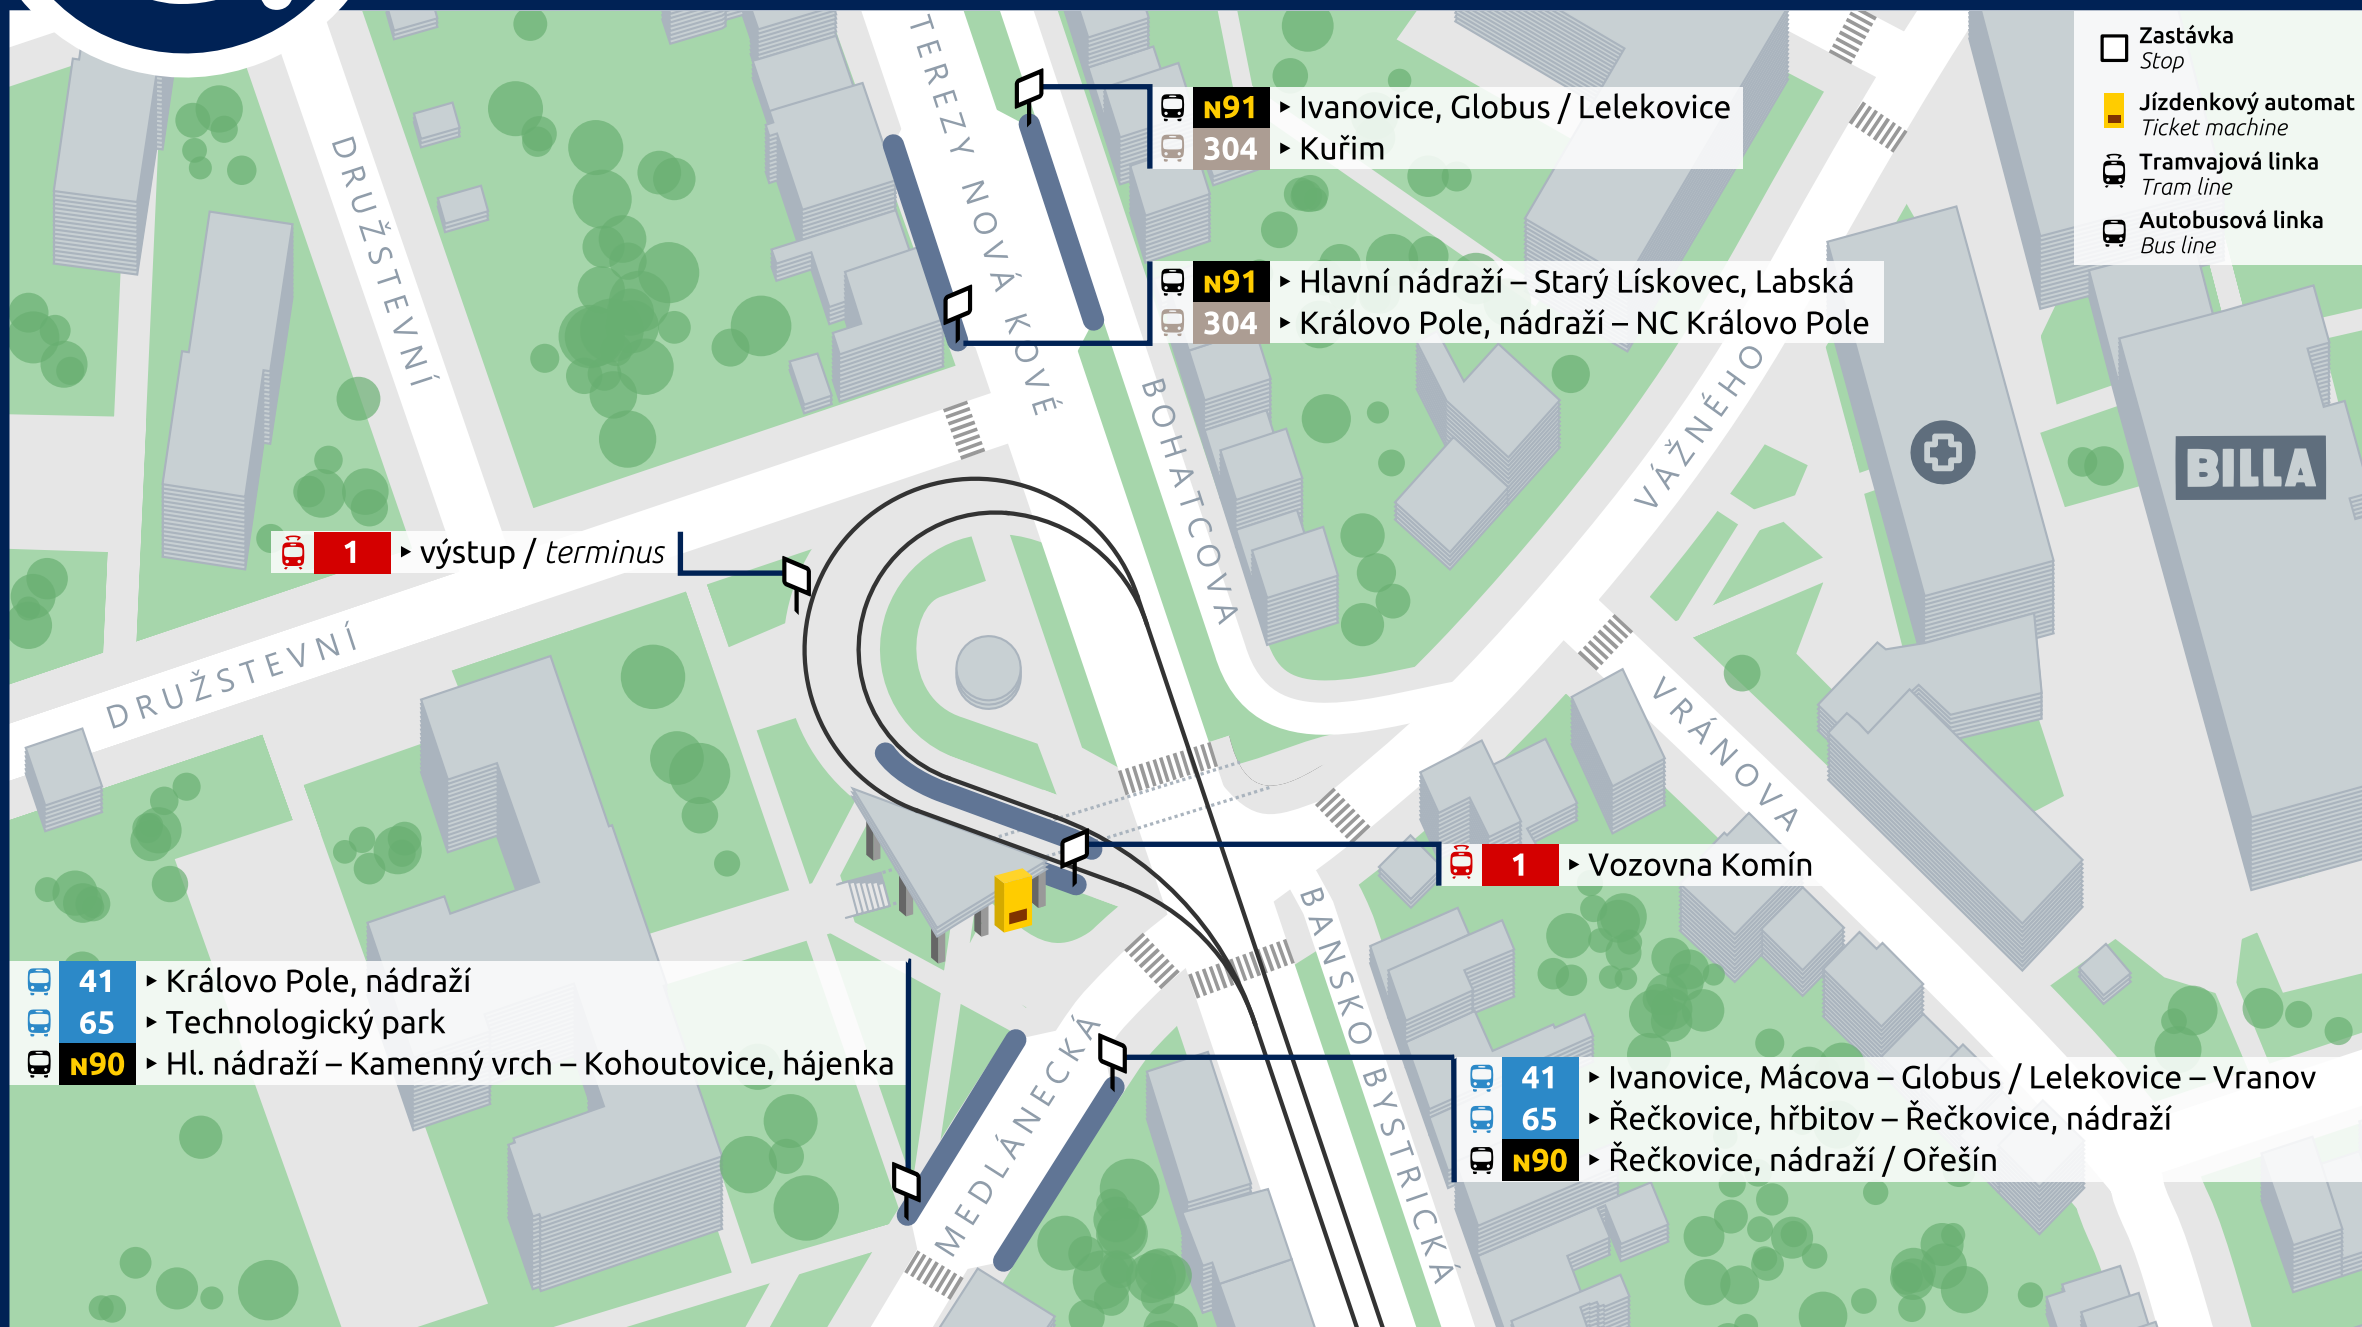 Zastávka
Stop
Jízdenkový automat
Ticket machine
Tramvajová linka
Tram line
Autobusová linka
Bus line
N91 ‣ Ivanovice, Globus / Lelekovice
304 ‣ Kuřim
N91 ‣ Hlavní nádraží – Starý Lískovec, Labská
304 ‣ Královo Pole, nádraží – NC Královo Pole
TEREZY NOVÁKOVÉ
DRUŽSTEVNÍ
BOHATCOVA
VÁŽNÉHO
BILLA
1 ‣ výstup / terminus
DRUŽSTEVNÍ
VRÁNOVA
1 ‣ Vozovna Komín
41 ‣ Královo Pole, nádraží
65 ‣ Technologický park
N90 ‣ Hl. nádraží – Kamenný vrch – Kohoutovice, hájenka
BANSKOBYSTRICKÁ
MEDLÁNECKÁ
41 ‣ Ivanovice, Mácova – Globus / Lelekovice – Vranov
65 ‣ Řečkovice, hřbitov – Řečkovice, nádraží
N90 ‣ Řečkovice, nádraží / Ořešín